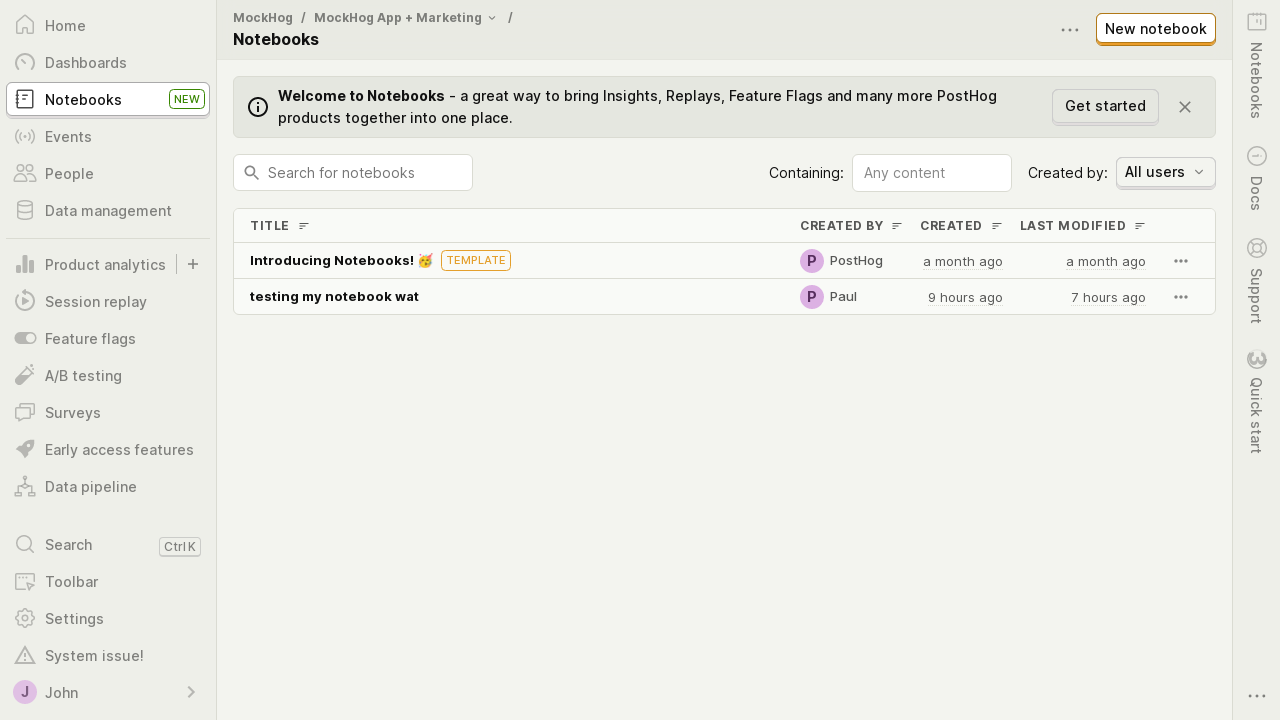 Home
Dashboards
Notebooks NEW
Events
People
Data management
Product analytics
Session replay
Feature flags
A/B testing
Surveys
Early access features
Data pipeline
Search Ctrl K
Toolbar
Settings
System issue!
J John
MockHog / MockHog App + Marketing /
Notebooks
New notebook
Welcome to Notebooks - a great way to bring Insights, Replays, Feature Flags and many more PostHog
products together into one place.
Get started
Search for notebooks
Containing: Any content
Created by: All users
TITLE CREATED BY CREATED LAST MODIFIED
Introducing Notebooks! 🥳 TEMPLATE P PostHog a month ago a month ago
testing my notebook wat P Paul 9 hours ago 7 hours ago
Notebooks
Docs
Support
3
Quick start